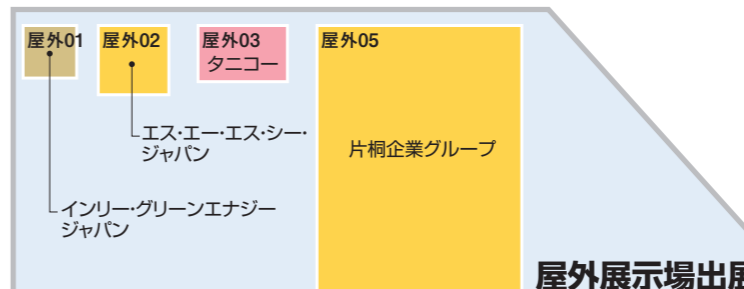 屋外01
屋外02
屋外03
タニコー
屋外05
エス・エー・エス・シー・
ジャパン
片桐企業グループ
インリー・グリーンエナジー
ジャパン
屋外展示場出展